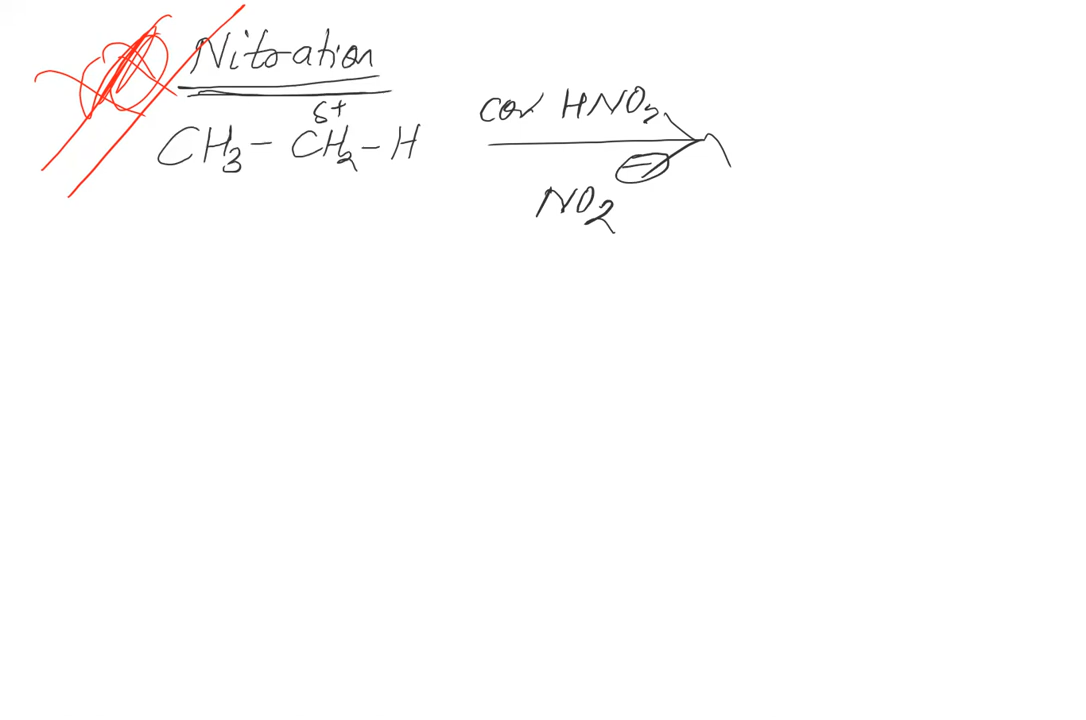 Nitration
δ+
CH3 - CH2 - H
con HNO3
NO2